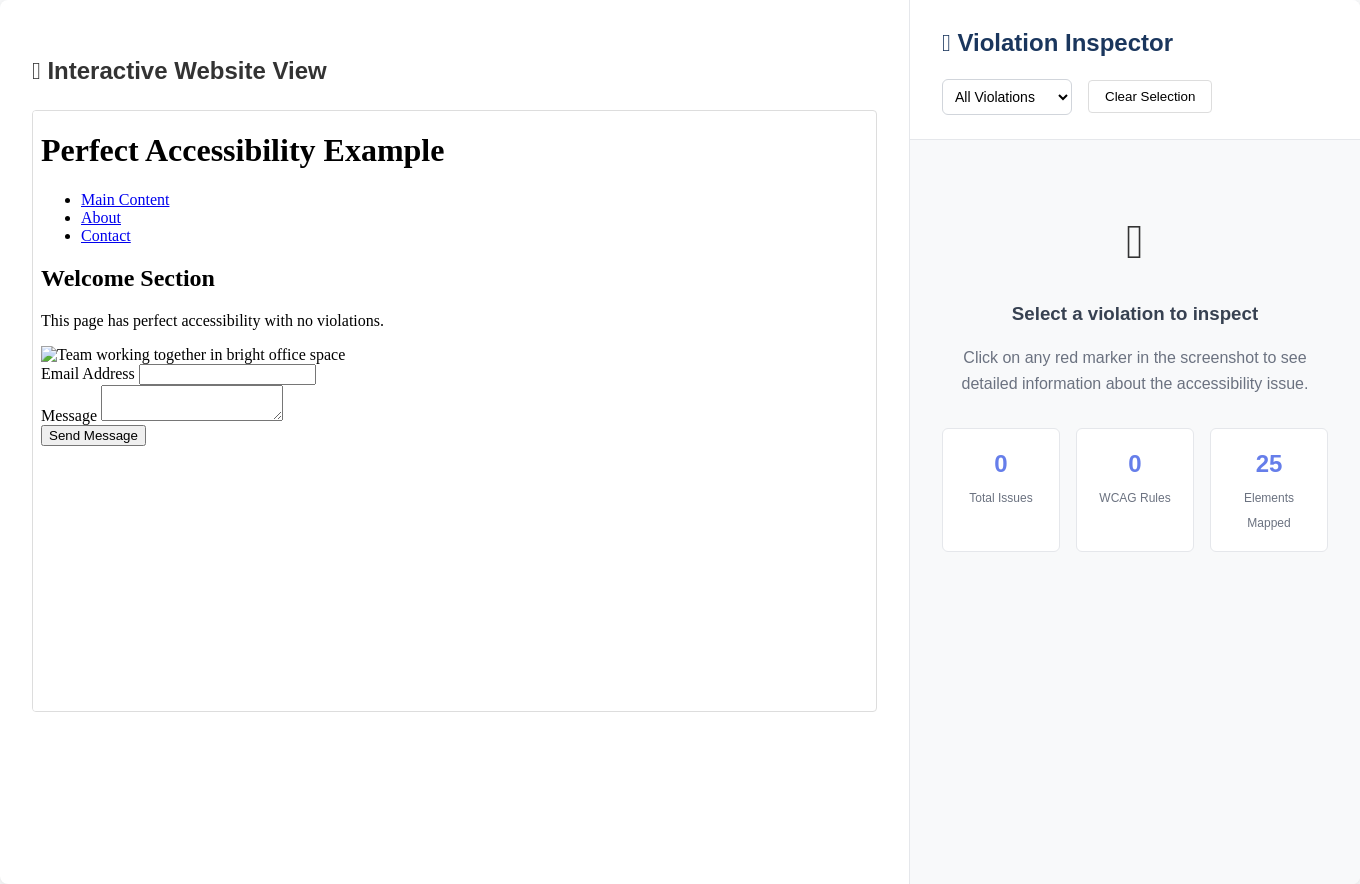 Interactive Website View
Perfect Accessibility Example
Main Content
About
Contact
Welcome Section
This page has perfect accessibility with no violations.
Team working together in bright office space
Email Address
Message
Send Message
Violation Inspector
All Violations
Clear Selection
Select a violation to inspect
Click on any red marker in the screenshot to see
detailed information about the accessibility issue.
0
Total Issues
0
WCAG Rules
25
Elements
Mapped